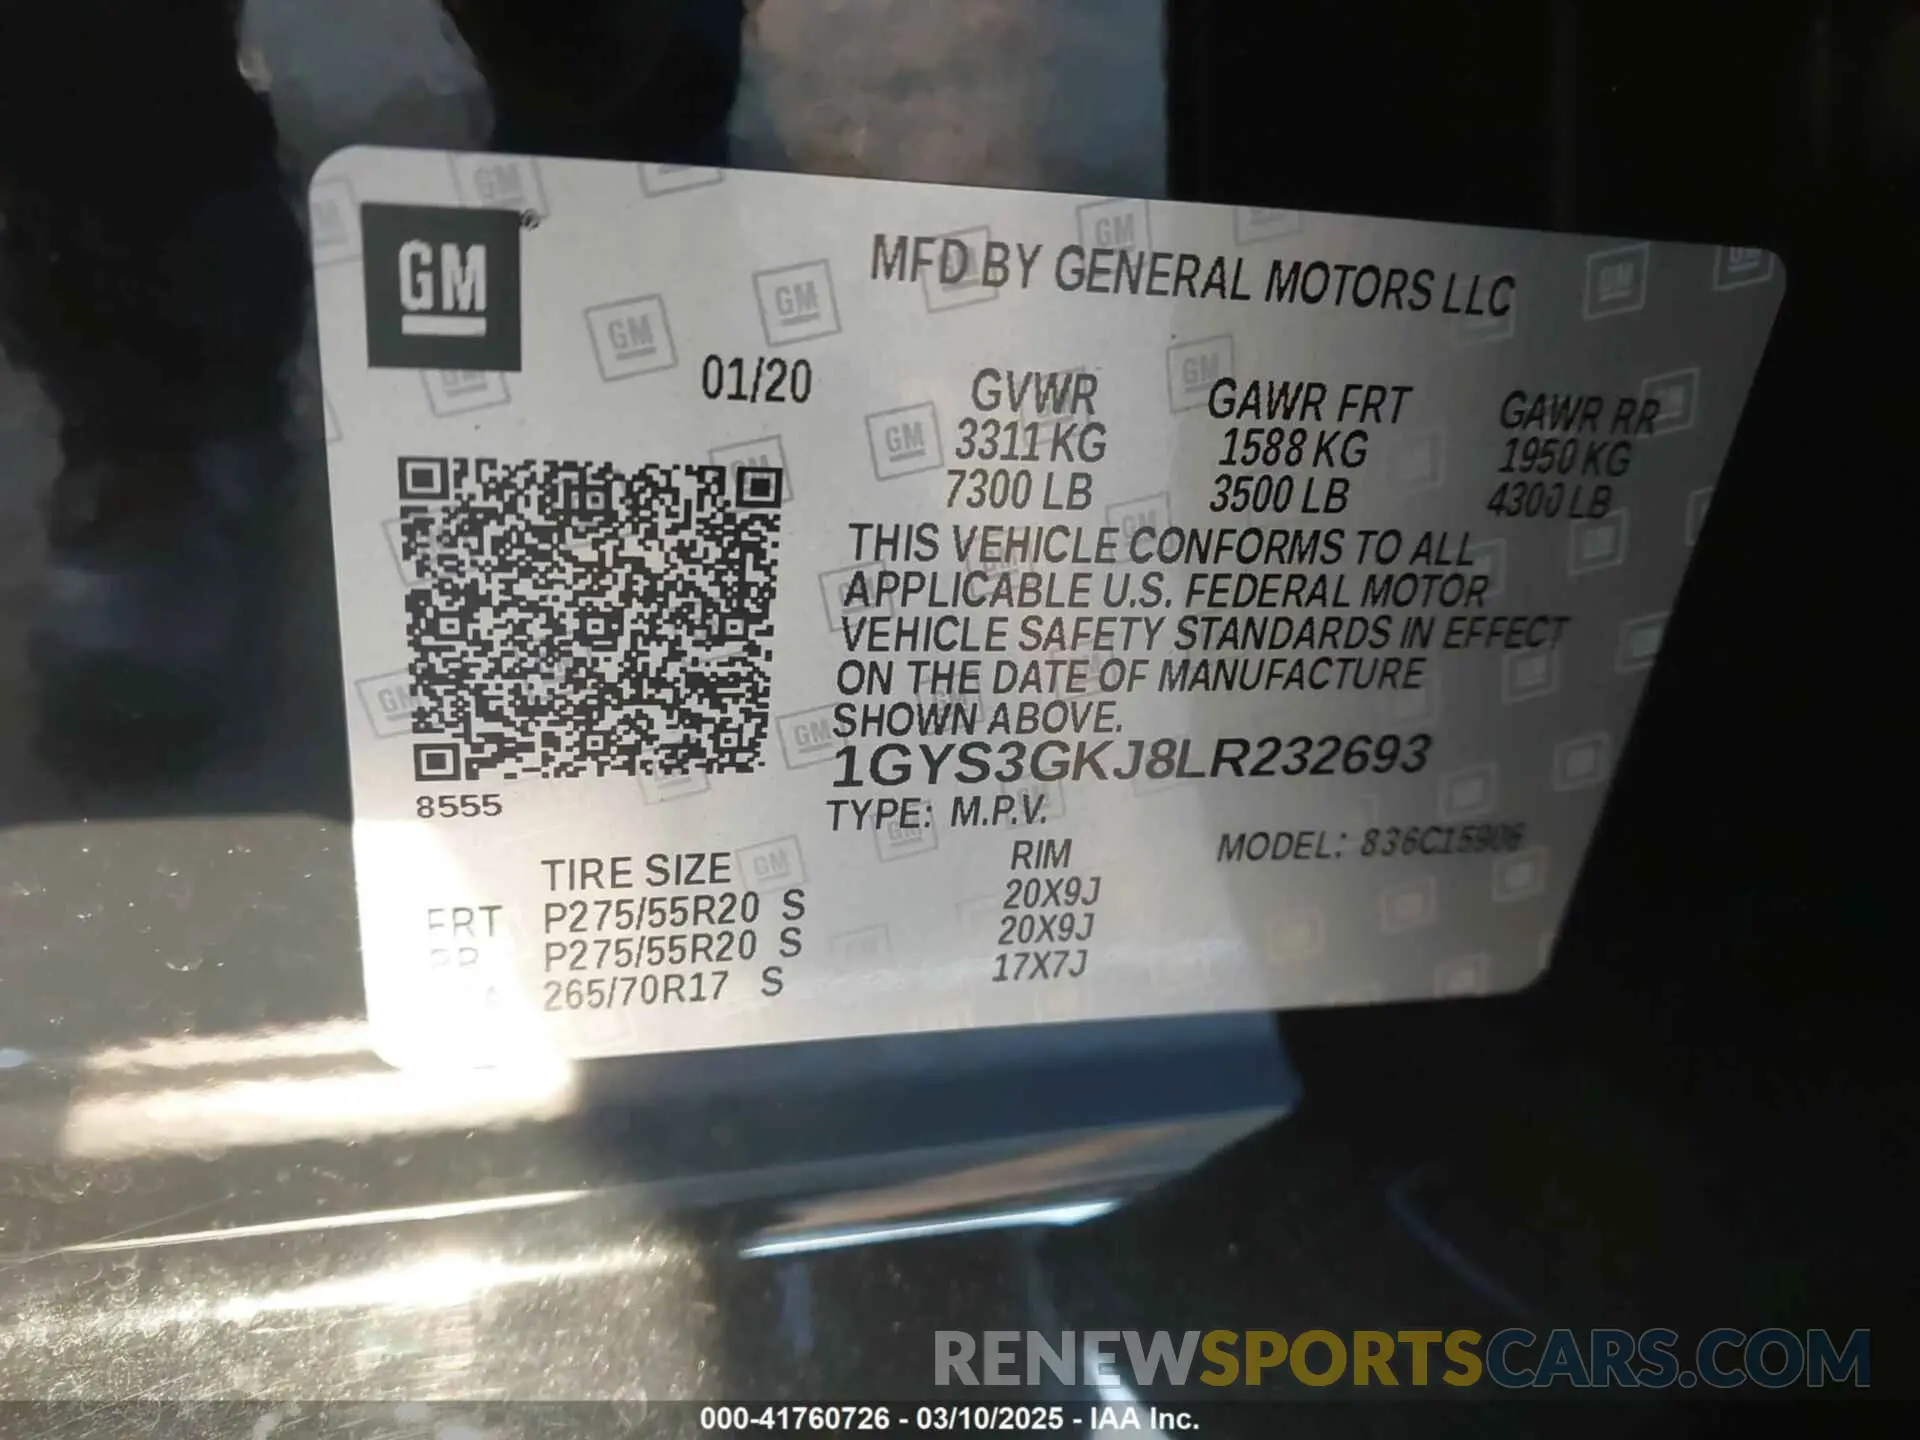 GM
MFD BY GENERAL MOTORS LLC
01/20
GVWR GAWR FRT GAWR RR
3311 KG 1588 KG 1950 KG
7300 LB 3500 LB 4300 LB
THIS VEHICLE CONFORMS TO ALL
APPLICABLE U.S. FEDERAL MOTOR
VEHICLE SAFETY STANDARDS IN EFFECT
ON THE DATE OF MANUFACTURE
SHOWN ABOVE.
1GYS3GKJ8LR232693
8555
TYPE: M.P.V.
MODEL: 836C15906
TIRE SIZE RIM
FRT P275/55R20 S 20X9J
RR P275/55R20 S 20X9J
265/70R17 S 17X7J
RENEWSPORTSCARS.COM
000-41760726 - 03/10/2025 - IAA Inc.